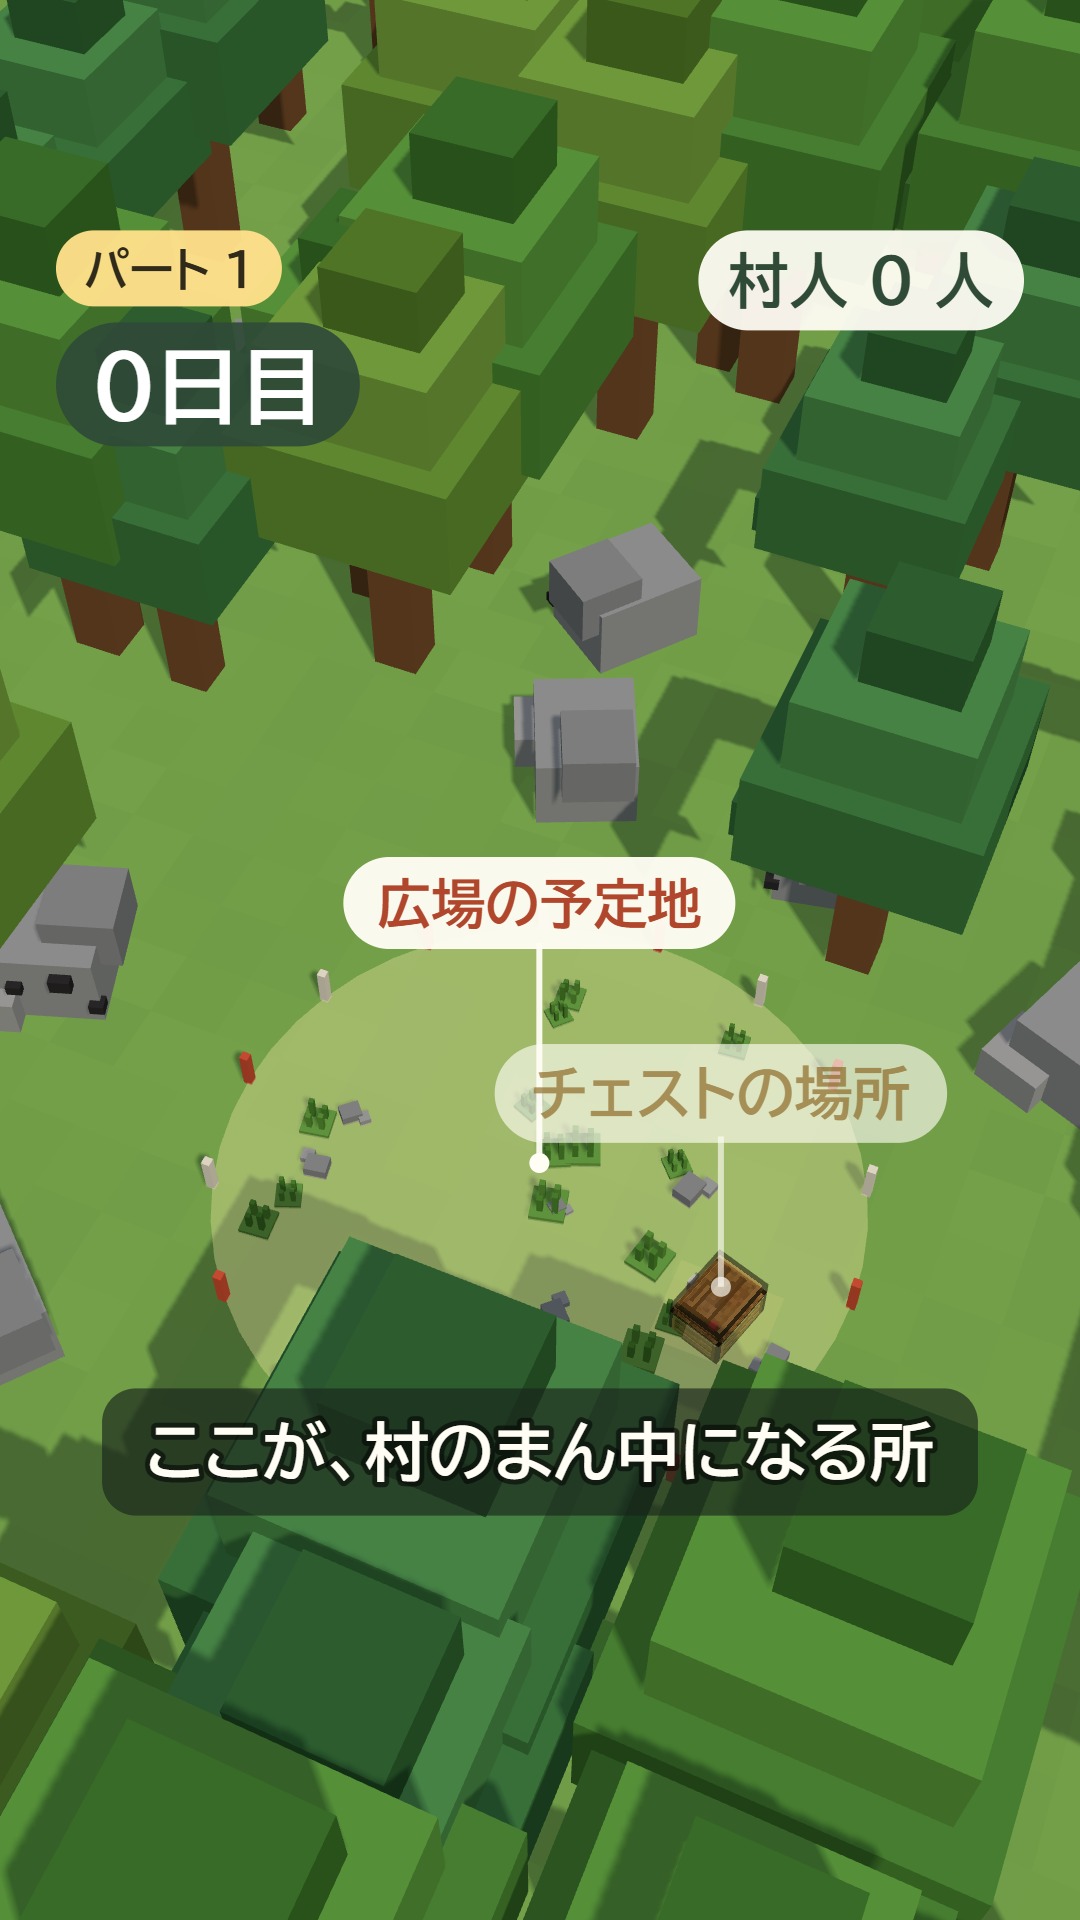 パート 1
0日目
村人 0 人
広場の予定地
チェストの場所
ここが、村のまん中になる所